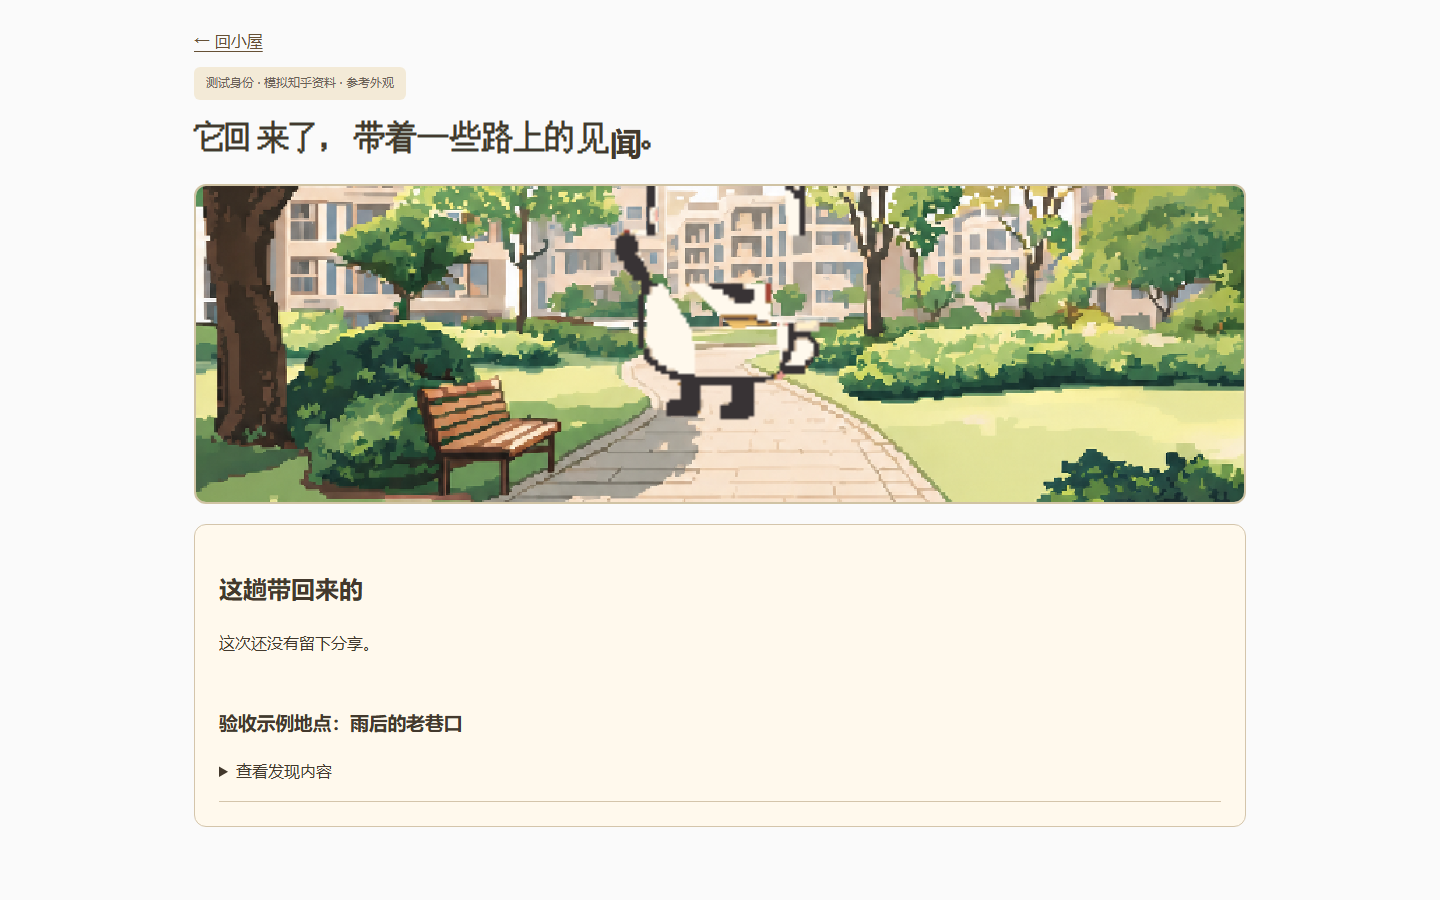 ← 回小屋
测试身份 · 模拟知乎资料 · 参考外观
它回来了，带着一些路上的见闻。
这趟带回来的
这次还没有留下分享。
验收示例地点：雨后的老巷口
▶ 查看发现内容